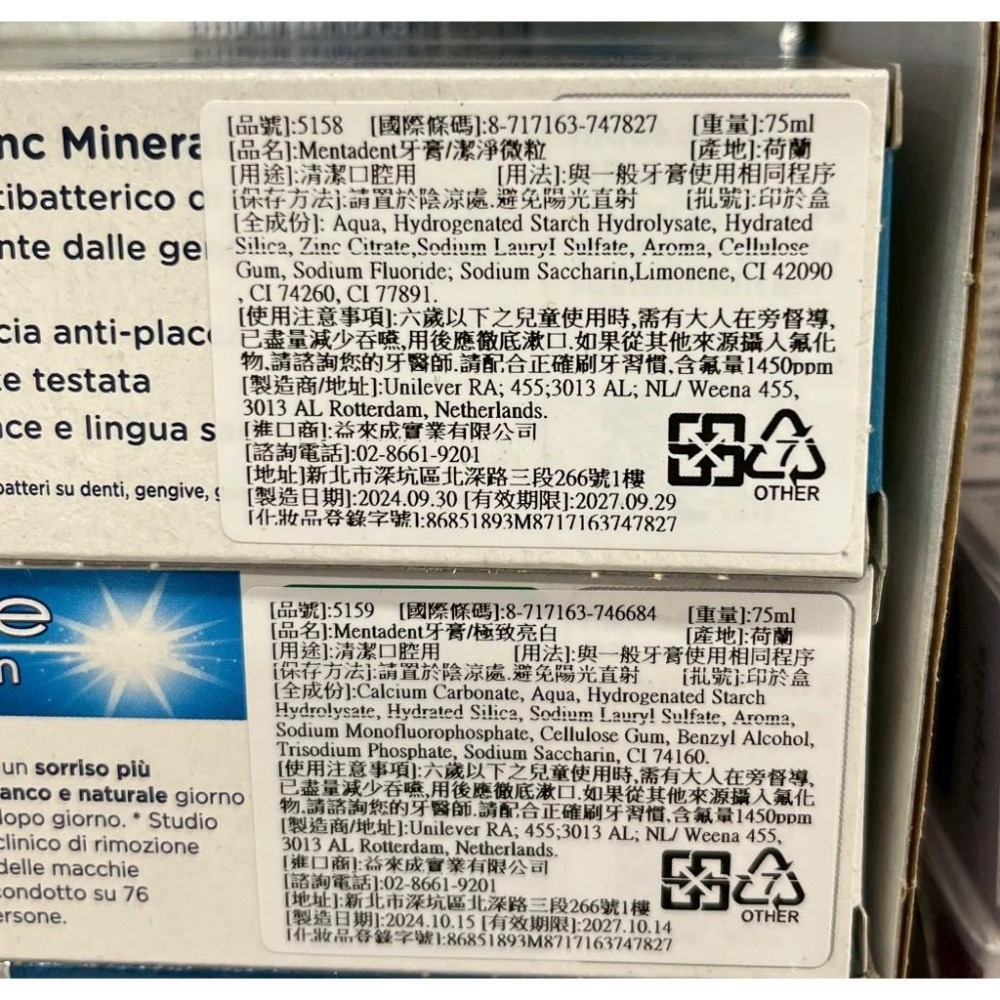 nc Minera
tibatterico
nte dalle
cia anti-plac
te testata
ace e lingua s
batteri su denti, gengive,
[品號]:5158 [國際條碼]:8-717163-747827 [重量]:75ml
[品名]:Mentadent牙膏/潔淨微粒 [產地]:荷蘭
[用途]:清潔口腔用 [用法]:與一般牙膏使用相同程序
[保存方法]:請置於陰涼處.避免陽光直射 [批號]:印於盒
[全成份]: Aqua, Hydrogenated Starch Hydrolysate, Hydrated
Silica, Zinc Citrate,Sodium Lauryl Sulfate, Aroma, Cellulose
Gum, Sodium Fluoride; Sodium Saccharin,Limonene, CI 42090
, CI 74260, CI 77891.
[使用注意事項]:六歲以下之兒童使用時,需有大人在旁督導,
已盡量減少吞嚥,用後應徹底漱口.如果從其他來源攝入氟化
物,請諮詢您的牙醫師.請配合正確刷牙習慣,含氟量1450ppm
[製造商/地址]:Unilever RA; 455;3013 AL; NL/ Weena 455,
3013 AL Rotterdam, Netherlands.
[進口商]:益來成實業有限公司
[諮詢電話]:02-8661-9201
[地址]新北市深坑區北深路三段266號1樓
[製造日期]:2024.09.30 [有效期限]:2027.09.29
[化妝品登錄字號]:86851893M8717163747827
7
OTHER
e
n
un sorriso più
anco e naturale giorno
dopo giorno. * Studio
clinico di rimozione
delle macchie
condotto su 76
ersone.
[品號]:5159 [國際條碼]:8-717163-746684 [重量]:75ml
[品名]:Mentadent牙膏/極致亮白 [產地]:荷蘭
[用途]:清潔口腔用 [用法]:與一般牙膏使用相同程序
[保存方法]:請置於陰涼處.避免陽光直射 [批號]:印於盒
[全成份]:Calcium Carbonate, Aqua, Hydrogenated Starch
Hydrolysate, Hydrated Silica, Sodium Lauryl Sulfate, Aroma,
Sodium Monofluorophosphate, Cellulose Gum, Benzyl Alcohol,
Trisodium Phosphate, Sodium Saccharin, CI 74160.
[使用注意事項]:六歲以下之兒童使用時,需有大人在旁督導,
已盡量減少吞嚥,用後應徹底漱口.如果從其他來源攝入氟化
物,請諮詢您的牙醫師.請配合正確刷牙習慣,含氟量1450ppm
[製造商/地址]:Unilever RA; 455;3013 AL; NL/ Weena 455,
3013 AL Rotterdam, Netherlands.
[進口商]:益來成實業有限公司
[諮詢電話]:02-8661-9201
[地址]:新北市深坑區北深路三段266號1樓
[製造日期]:2024.10.15 [有效期限]:2027.10.14
[化妝品登錄字號]:86851893M8717163747827
7
OTHER